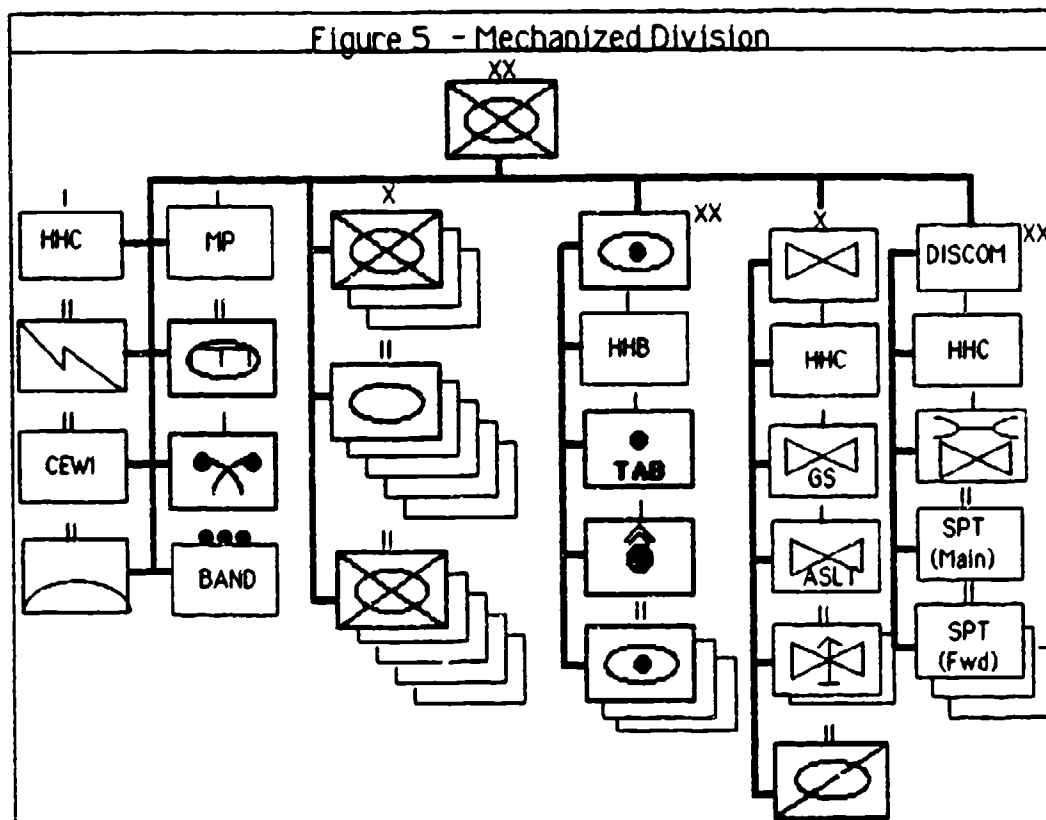 Figure 5 - Mechanized Division
XX
HHC
MP
CEWI
BAND
X
II
II
XX
HHB
TAB
II
X
HHC
GS
ASLT
II
II
DISCOM
XX
HHC
II
SPT
(Main)
II
SPT
(Fwd)